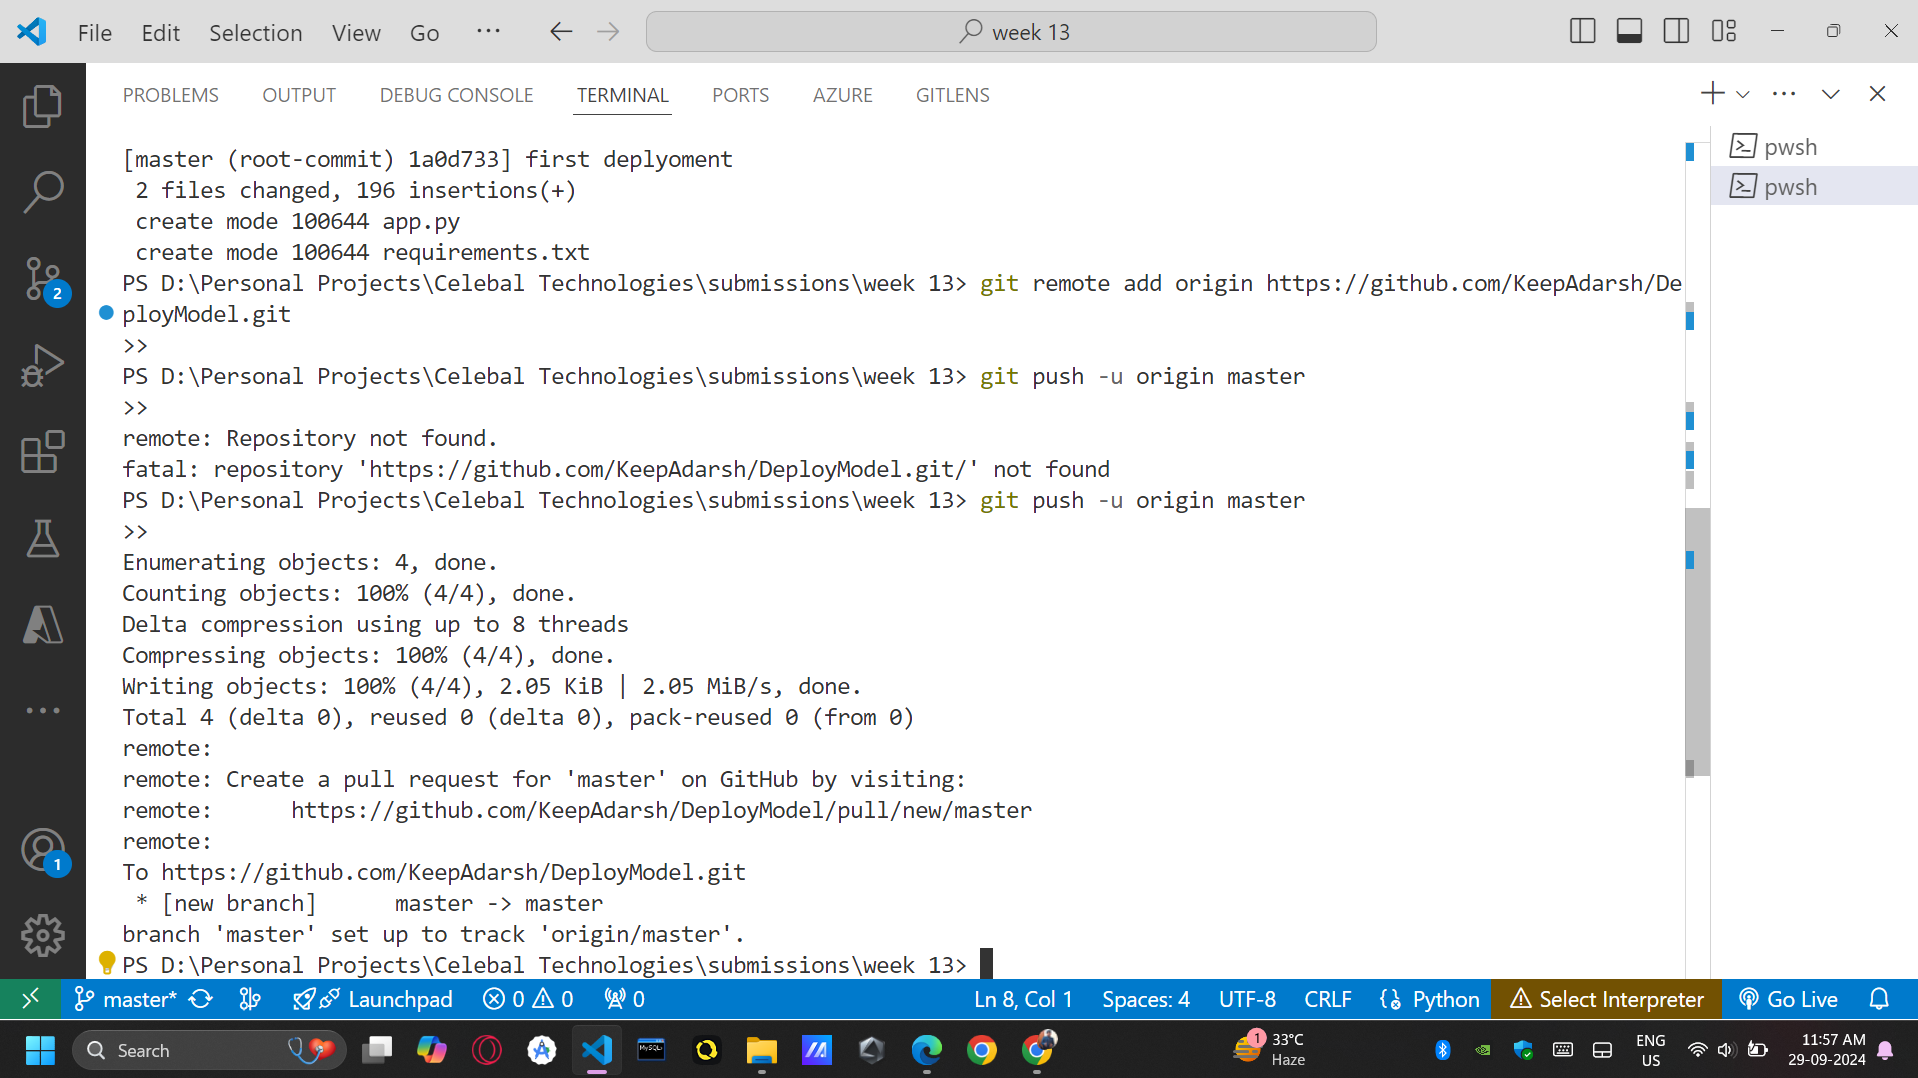 File Edit Selection View Go ··· week 13
PROBLEMS OUTPUT DEBUG CONSOLE TERMINAL PORTS AZURE GITLENS
[master (root-commit) 1a0d733] first deplyoment
2 files changed, 196 insertions(+)
create mode 100644 app.py
create mode 100644 requirements.txt
PS D:\Personal Projects\Celebal Technologies\submissions\week 13> git remote add origin https://github.com/KeepAdarsh/De
ployModel.git
>>
PS D:\Personal Projects\Celebal Technologies\submissions\week 13> git push -u origin master
>>
remote: Repository not found.
fatal: repository 'https://github.com/KeepAdarsh/DeployModel.git/' not found
PS D:\Personal Projects\Celebal Technologies\submissions\week 13> git push -u origin master
>>
Enumerating objects: 4, done.
Counting objects: 100% (4/4), done.
Delta compression using up to 8 threads
Compressing objects: 100% (4/4), done.
Writing objects: 100% (4/4), 2.05 KiB | 2.05 MiB/s, done.
Total 4 (delta 0), reused 0 (delta 0), pack-reused 0 (from 0)
remote:
remote: Create a pull request for 'master' on GitHub by visiting:
remote:      https://github.com/KeepAdarsh/DeployModel/pull/new/master
remote:
To https://github.com/KeepAdarsh/DeployModel.git
* [new branch]      master -> master
branch 'master' set up to track 'origin/master'.
PS D:\Personal Projects\Celebal Technologies\submissions\week 13>
pwsh
pwsh
2
1
master* Launchpad 0 0 0 Ln 8, Col 1 Spaces: 4 UTF-8 CRLF Python Select Interpreter Go Live
Search
MySQL
1
33°C
Haze
ENG
US
11:57 AM
29-09-2024